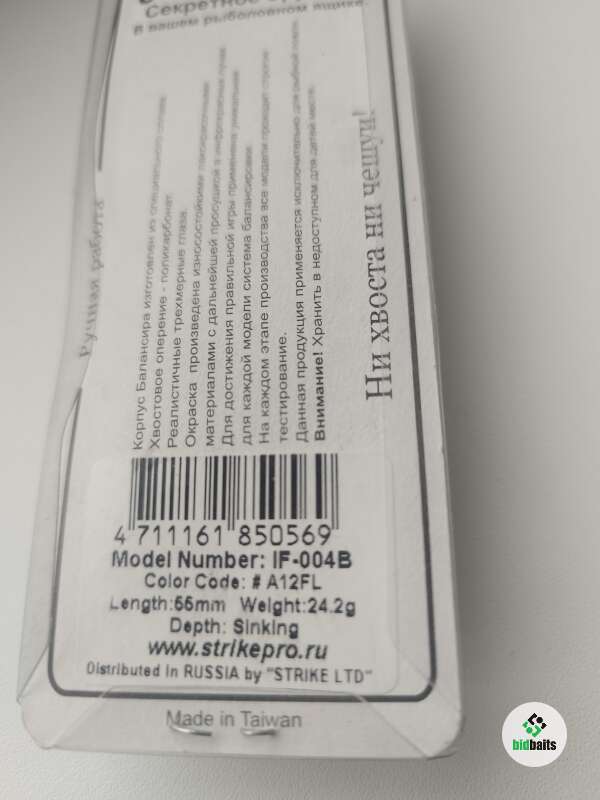 Секретное
В вашем рыболовном ящике.
Ручная работа
Корпус Балансира изготовлен из специального сплава.
Хвостовое оперение - поликарбонат.
Реалистичные трехмерные глаза.
Окраска произведена износостойкими лакокрасочными
материалами с дальнейшей просушкой в инфракрасных лучах.
Для достижения правильной игры применена уникальная
для каждой модели система балансировки.
На каждом этапе производства все модели проходят строгое
тестирование.
Данная продукция применяется исключительно для рыбной ловли.
Внимание! Хранить в недоступном для детей месте.
Ни хвоста ни чешуи!
4 711161 850569
Model Number: IF-004B
Color Code: # A12FL
Length:55mm Weight:24.2g
Depth: Sinking
www.strikepro.ru
Distributed in RUSSIA by "STRIKE LTD"
Made in Taiwan
bidbaits